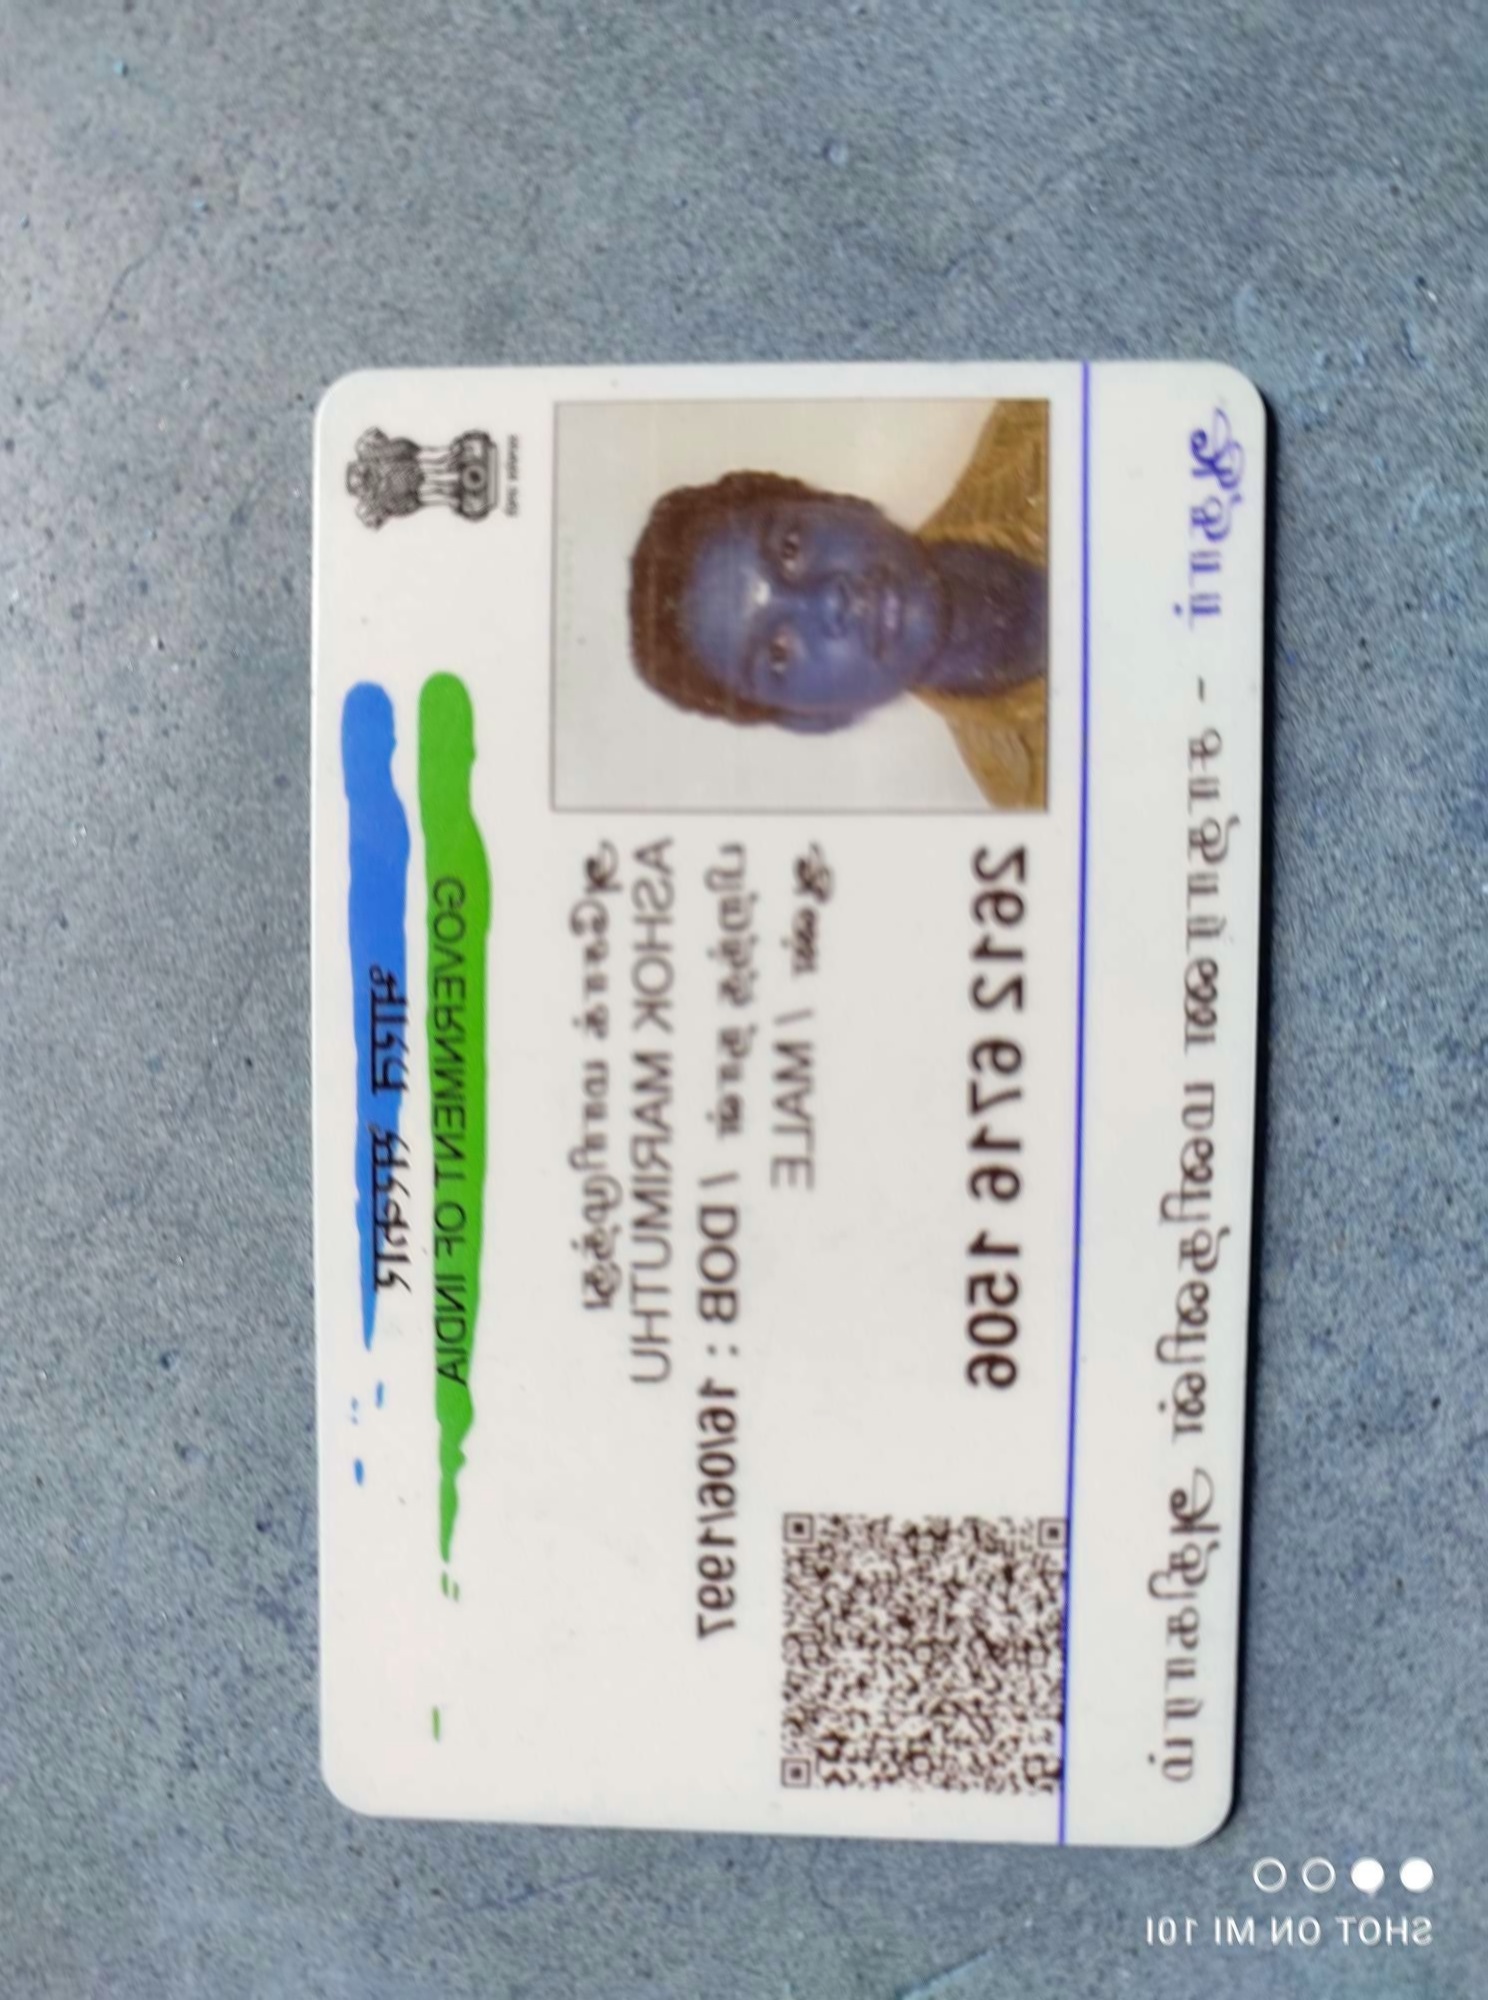 भारत सरकार
GOVERNMENT OF INDIA
அசோக் மாரிமுத்து
ASHOK MARIMUTHU
பிறந்த நாள் / DOB : 16/06/1997
ஆண் / MALE
2612 6716 1506
ஆதார் - சாதாரண மனிதனின் அதிகாரம்
SHOT ON MI 10I